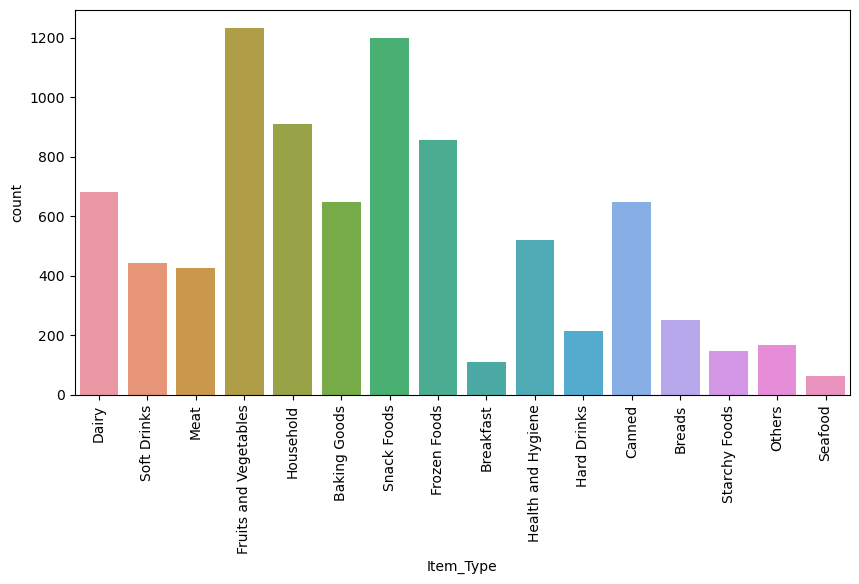 1200
1000
800
600
400
200
0
count
Dairy
Soft Drinks
Meat
Fruits and Vegetables
Household
Baking Goods
Snack Foods
Frozen Foods
Breakfast
Health and Hygiene
Hard Drinks
Canned
Breads
Starchy Foods
Others
Seafood
Item_Type